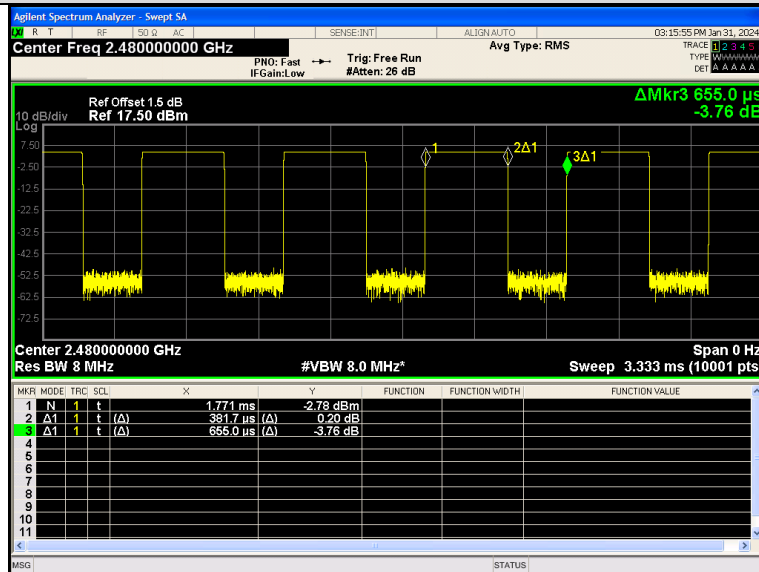 Agilent Spectrum Analyzer - Swept SA
LXI R T RF 50 Ω AC SENSE:INT ALIGN AUTO 03:15:55 PM Jan 31, 2024
Center Freq 2.480000000 GHz Avg Type: RMS TRACE 1 2 3 4 5
PNO: Fast Trig: Free Run TYPE
IFGain:Low #Atten: 26 dB DET A A A A A
ΔMkr3 655.0 µs
-3.76 dB
Ref Offset 1.5 dB
10 dB/div Ref 17.50 dBm
Log
7.50
-2.50
-12.5
-22.5
-32.5
-42.5
-52.5
-62.5
-72.5
1
2Δ1
3Δ1
Center 2.480000000 GHz Span 0 Hz
Res BW 8 MHz #VBW 8.0 MHz* Sweep 3.333 ms (10001 pts
MKR MODE TRC SCL X Y FUNCTION FUNCTION WIDTH FUNCTION VALUE
1 N 1 t 1.771 ms -2.78 dBm
2 Δ1 1 t (Δ) 381.7 µs (Δ) 0.20 dB
3 Δ1 1 t (Δ) 655.0 µs (Δ) -3.76 dB
4
5
6
7
8
9
10
11
MSG STATUS